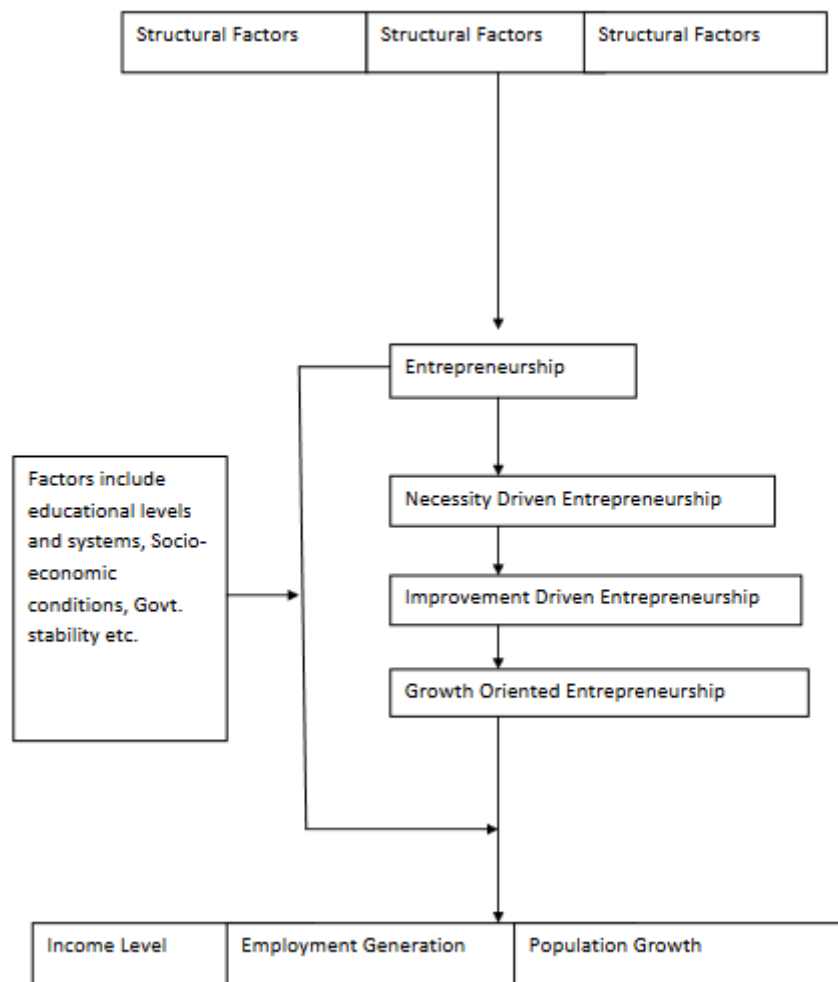 Structural Factors
Structural Factors
Structural Factors
Entrepreneurship
Factors include
educational levels
and systems, Socio-
economic
conditions, Govt.
stability etc.
Necessity Driven Entrepreneurship
Improvement Driven Entrepreneurship
Growth Oriented Entrepreneurship
Income Level
Employment Generation
Population Growth